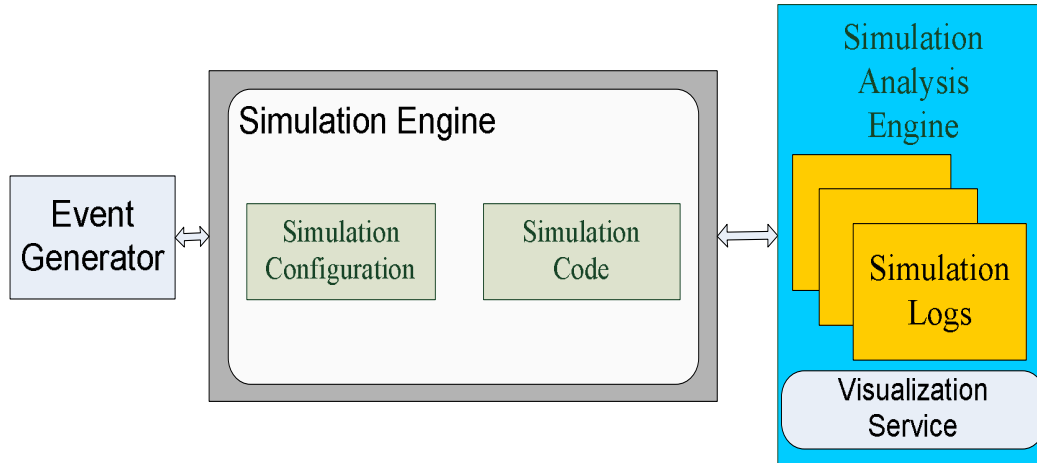 Event
Generator
Simulation Engine
Simulation
Configuration
Simulation
Code
Simulation
Analysis
Engine
Simulation
Logs
Visualization
Service